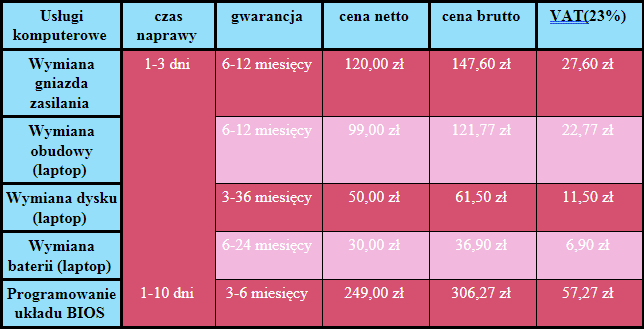 Usługi komputerowe	czas naprawy	gwarancja	cena netto	cena brutto	VAT(23%)
Wymiana gniazda zasilania	1-3 dni	6-12 miesięcy	120,00 zł	147,60 zł	27,60 zł
Wymiana obudowy (laptop)	6-12 miesięcy	99,00 zł	121,77 zł	22,77 zł
Wymiana dysku (laptop)	3-36 miesięcy	50,00 zł	61,50 zł	11,50 zł
Wymiana baterii (laptop)	6-24 miesięcy	30,00 zł	36,90 zł	6,90 zł
Programowanie układu BIOS	1-10 dni	3-6 miesięcy	249,00 zł	306,27 zł	57,27 zł